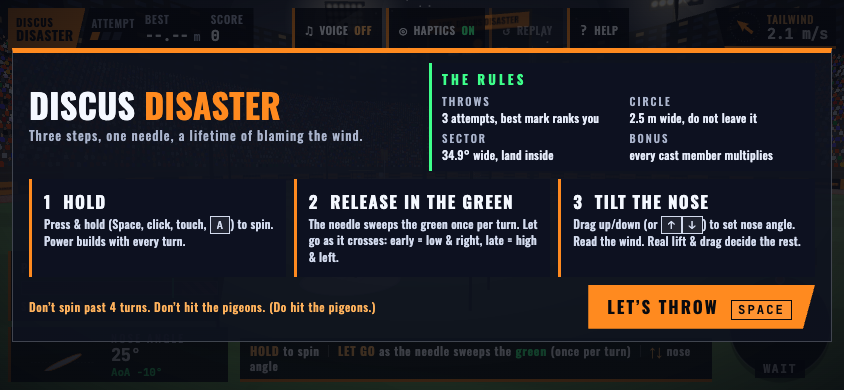 DISCUS
DISASTER
ATTEMPT
BEST
--.-- m
SCORE
0
♫ VOICE OFF
◎ HAPTICS ON
REPLAY
? HELP
TAILWIND
2.1 m/s
DISCUS DISASTER
Three steps, one needle, a lifetime of blaming the wind.
THE RULES
THROWS
3 attempts, best mark ranks you
CIRCLE
2.5 m wide, do not leave it
SECTOR
34.9° wide, land inside
BONUS
every cast member multiplies
1 HOLD
Press & hold (Space, click, touch, A) to spin.
Power builds with every turn.
2 RELEASE IN THE GREEN
The needle sweeps the green once per turn. Let
go as it crosses: early = low & right, late = high
& left.
3 TILT THE NOSE
Drag up/down (or ↑ ↓) to set nose angle.
Read the wind. Real lift & drag decide the rest.
Don't spin past 4 turns. Don't hit the pigeons. (Do hit the pigeons.)
LET'S THROW SPACE
25°
AoA -10°
HOLD to spin | LET GO as the needle sweeps the green (once per turn) | ↑↓ nose
angle
WAIT